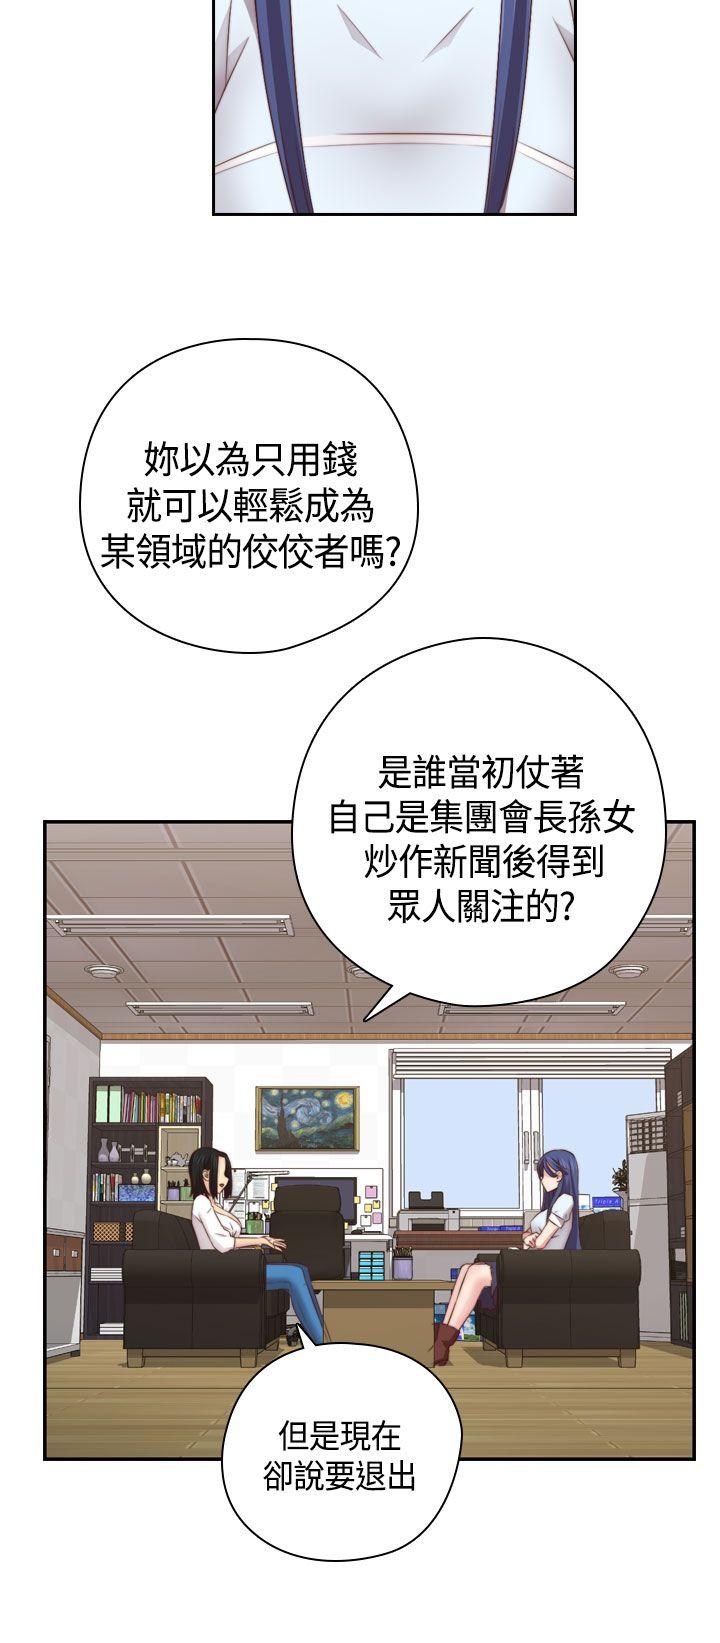 妳以為只用錢
就可以輕鬆成為
某領域的佼佼者嗎?
是誰當初仗著
自己是集團會長孫女
炒作新聞後得到
眾人關注的?
但是現在
卻說要退出